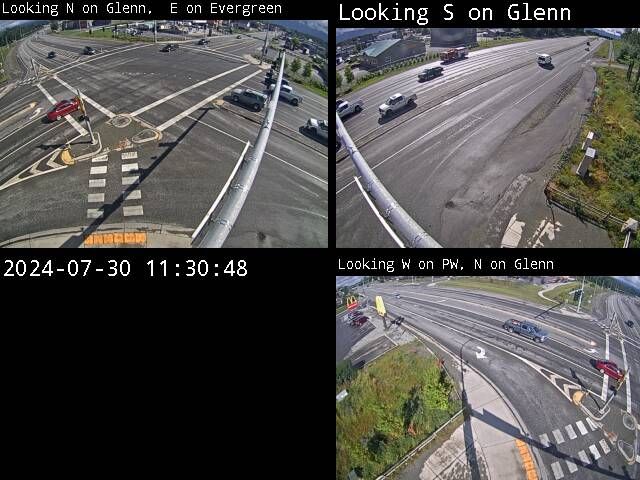 Looking N on Glenn, E on Evergreen
Looking S on Glenn
2024-07-30 11:30:48
Looking W on PW, N on Glenn